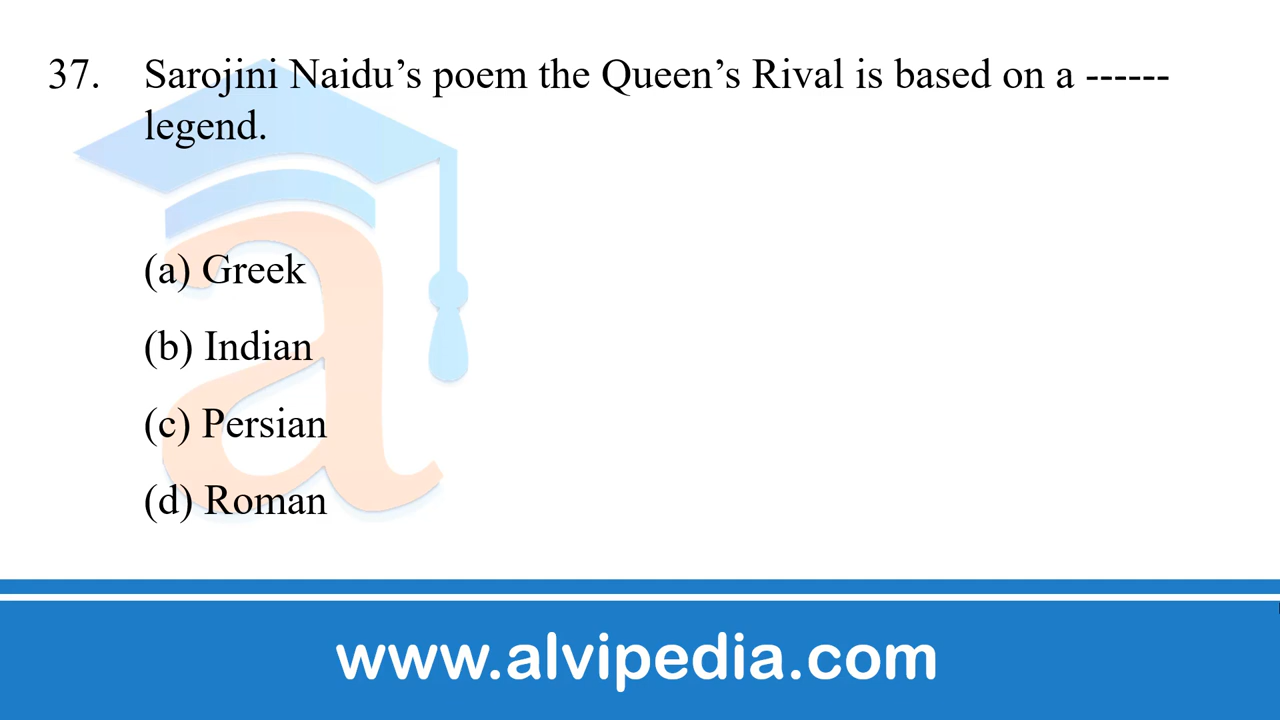 37. Sarojini Naidu’s poem the Queen’s Rival is based on a ------
legend.
(a) Greek
(b) Indian
(c) Persian
(d) Roman
www.alvipedia.com